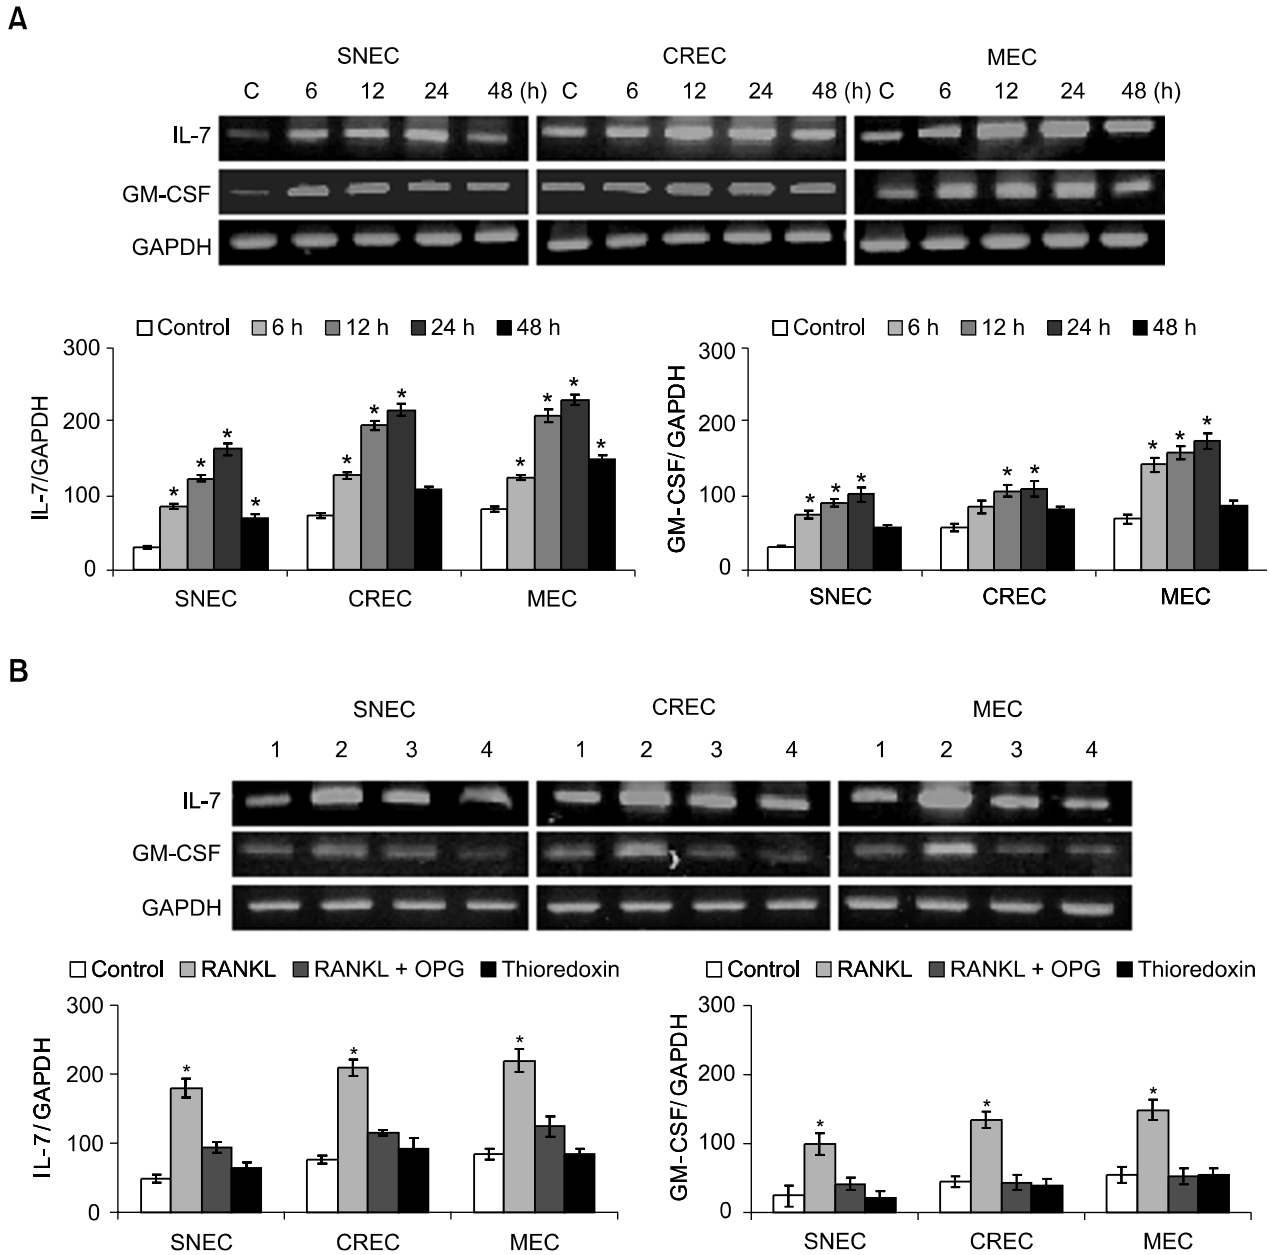 A
SNEC CREC MEC
C 6 12 24 48 (h) C 6 12 24 48 (h) C 6 12 24 48 (h)
IL-7
GM-CSF
GAPDH
Control 6 h 12 h 24 h 48 h
IL-7/GAPDH
300
200
100
0
* * * * * * * * * * *
SNEC CREC MEC
Control 6 h 12 h 24 h 48 h
GM-CSF/GAPDH
300
200
100
0
* * * * * * * *
SNEC CREC MEC
B
SNEC CREC MEC
1 2 3 4 1 2 3 4 1 2 3 4
IL-7
GM-CSF
GAPDH
Control RANKL RANKL + OPG Thioredoxin
IL-7/GAPDH
300
200
100
0
* * *
SNEC CREC MEC
Control RANKL RANKL + OPG Thioredoxin
GM-CSF/GAPDH
300
200
100
0
* * *
SNEC CREC MEC